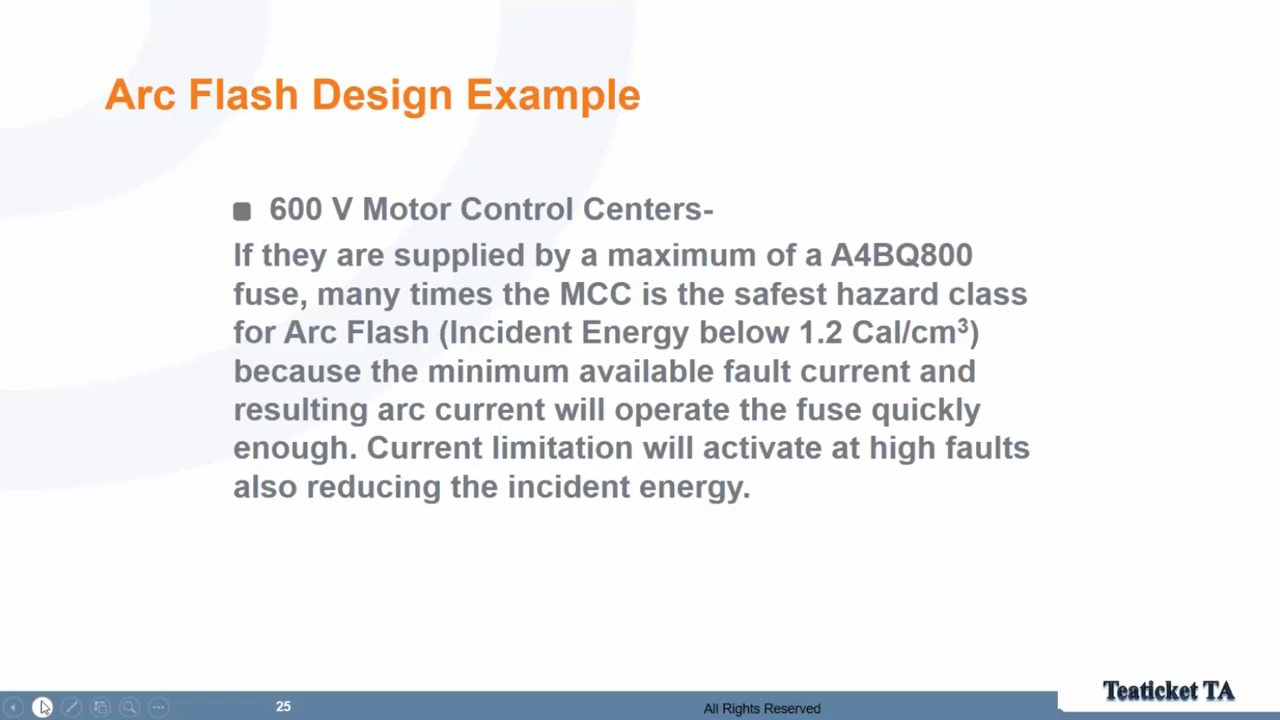 Arc Flash Design Example
600 V Motor Control Centers-
If they are supplied by a maximum of a A4BQ800
fuse, many times the MCC is the safest hazard class
for Arc Flash (Incident Energy below 1.2 Cal/cm³)
because the minimum available fault current and
resulting arc current will operate the fuse quickly
enough. Current limitation will activate at high faults
also reducing the incident energy.
25
All Rights Reserved
Teaticket TA